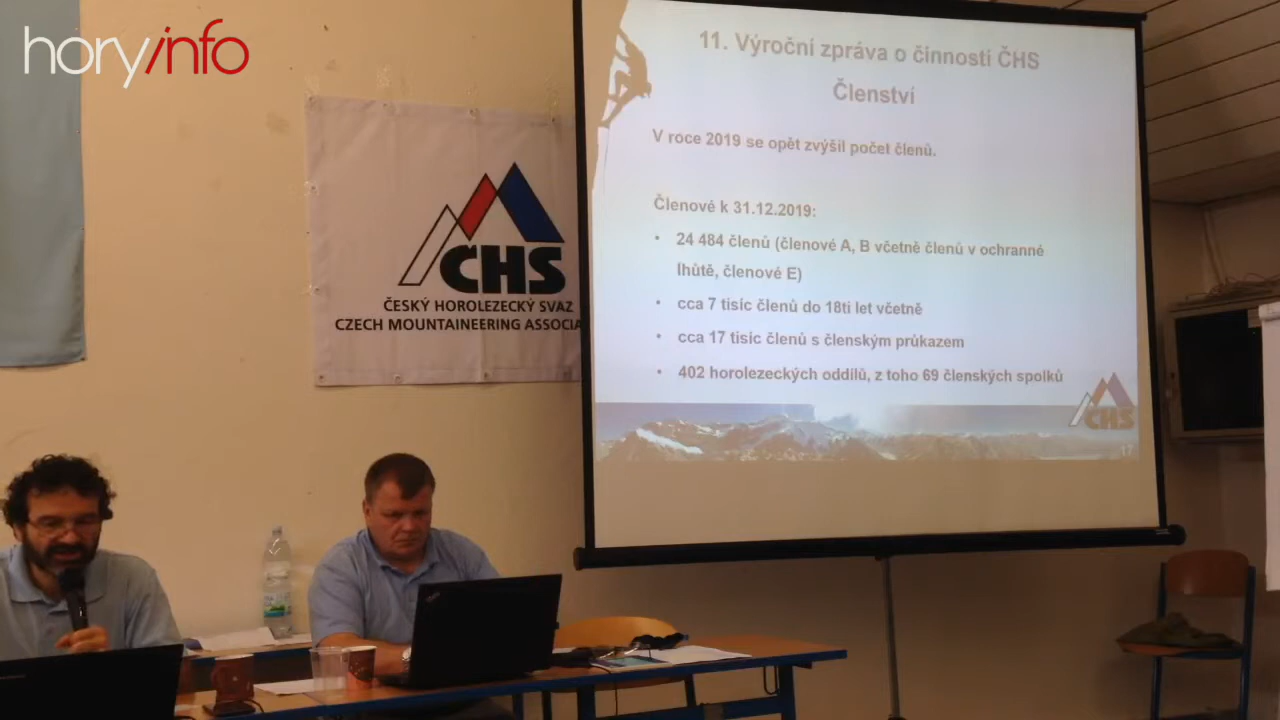 hory/info
11. Výroční zpráva o činnosti ČHS
Členství
V roce 2019 se opět zvýšil počet členů.
Členové k 31.12.2019:
• 24 484 členů (členové A, B včetně členů v ochranné
lhůtě, členové E)
• cca 7 tisíc členů do 18ti let včetně
• cca 17 tisíc členů s členským průkazem
• 402 horolezeckých oddílů, z toho 69 členských spolků
ČHS
17
ČHS
ČESKÝ HOROLEZECKÝ SVAZ
CZECH MOUNTAINEERING ASSOCIA